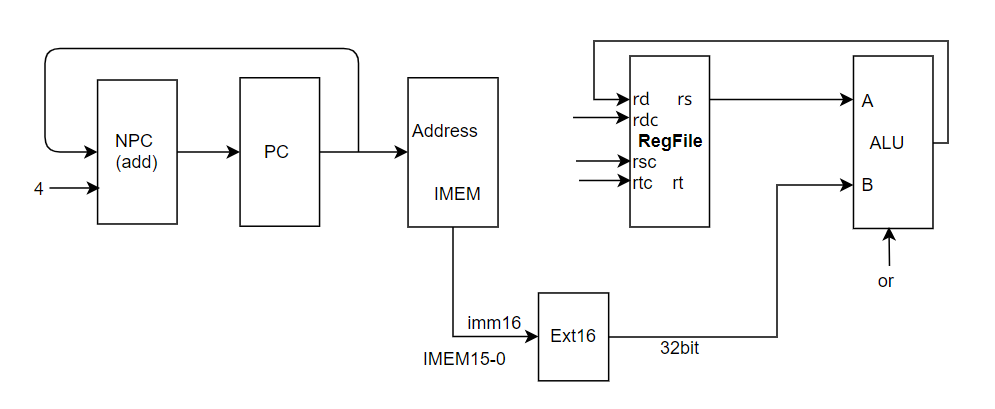 NPC
(add)
4
PC
Address
IMEM
rd rs
rdc
RegFile
rsc
rtc rt
A
ALU
B
or
imm16
IMEM15-0
Ext16
32bit